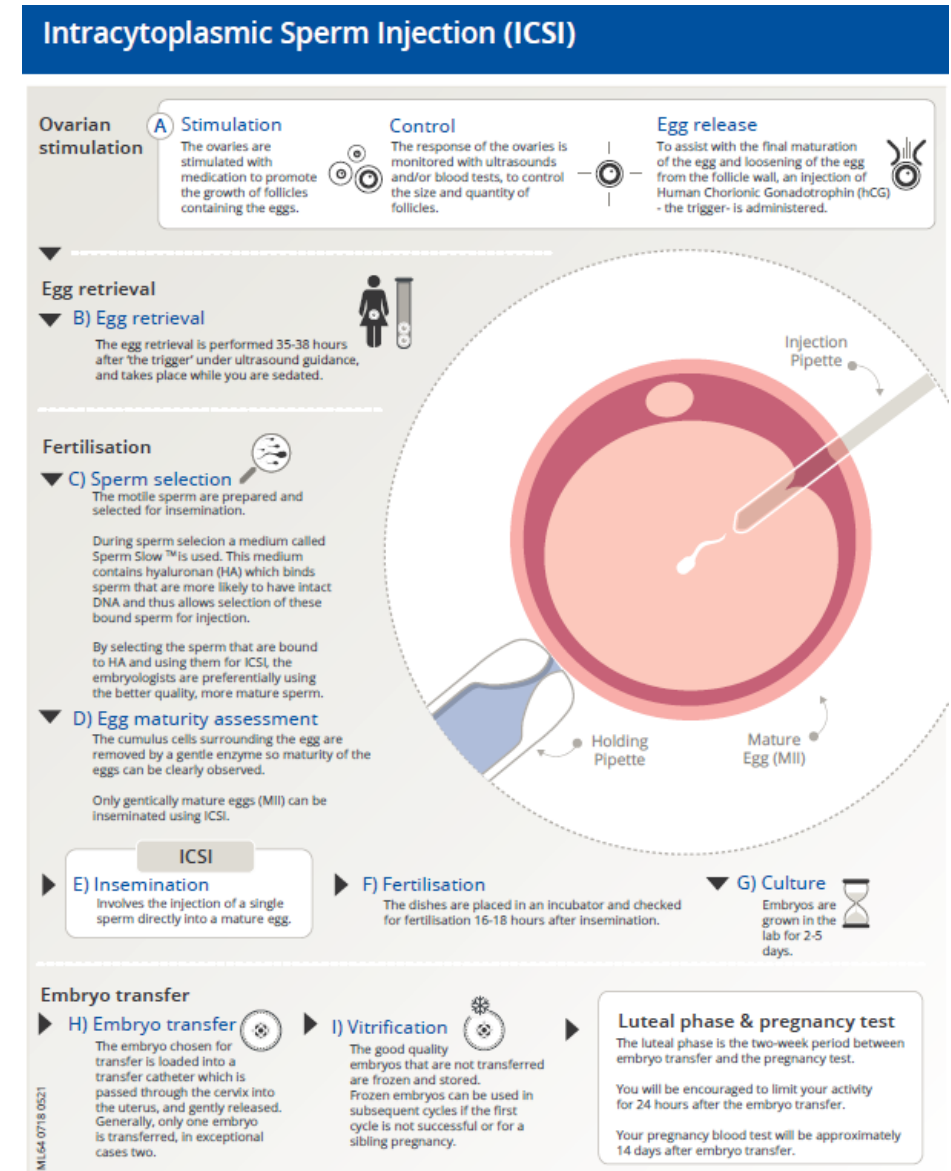 Intracytoplasmic Sperm Injection (ICSI)
Ovarian
stimulation
A
Stimulation
The ovaries are
stimulated with
medication to promote
the growth of follicles
containing the eggs.
Control
The response of the ovaries is
monitored with ultrasounds
and/or blood tests, to control
the size and quantity of
follicles.
Egg release
To assist with the final maturation
of the egg and loosening of the egg
from the follicle wall, an injection of
Human Chorionic Gonadotrophin (hCG)
- the trigger- is administered.
Egg retrieval
B) Egg retrieval
The egg retrieval is performed 35-38 hours
after 'the trigger' under ultrasound guidance,
and takes place while you are sedated.
Injection
Pipette
Fertilisation
C) Sperm selection
The motile sperm are prepared and
selected for insemination.
During sperm selecion a medium called
Sperm Slow ™ is used. This medium
contains hyaluronan (HA) which binds
sperm that are more likely to have intact
DNA and thus allows selection of these
bound sperm for injection.
By selecting the sperm that are bound
to HA and using them for ICSI, the
embryologists are preferentially using
the better quality, more mature sperm.
D) Egg maturity assessment
The cumulus cells surrounding the egg are
removed by a gentle enzyme so maturity of the
eggs can be clearly observed.
Only gentically mature eggs (MII) can be
inseminated using ICSI.
Holding
Pipette
Mature
Egg (MII)
ICSI
E) Insemination
Involves the injection of a single
sperm directly into a mature egg.
F) Fertilisation
The dishes are placed in an incubator and checked
for fertilisation 16-18 hours after insemination.
G) Culture
Embryos are
grown in the
lab for 2-5
days.
Embryo transfer
H) Embryo transfer
The embryo chosen for
transfer is loaded into a
transfer catheter which is
passed through the cervix into
the uterus, and gently released.
Generally, only one embryo
is transferred, in exceptional
cases two.
I) Vitrification
The good quality
embryos that are not transferred
are frozen and stored.
Frozen embryos can be used in
subsequent cycles if the first
cycle is not successful or for a
sibling pregnancy.
Luteal phase & pregnancy test
The luteal phase is the two-week period between
embryo transfer and the pregnancy test.
You will be encouraged to limit your activity
for 24 hours after the embryo transfer.
Your pregnancy blood test will be approximately
14 days after embryo transfer.
ML64 0718 0521